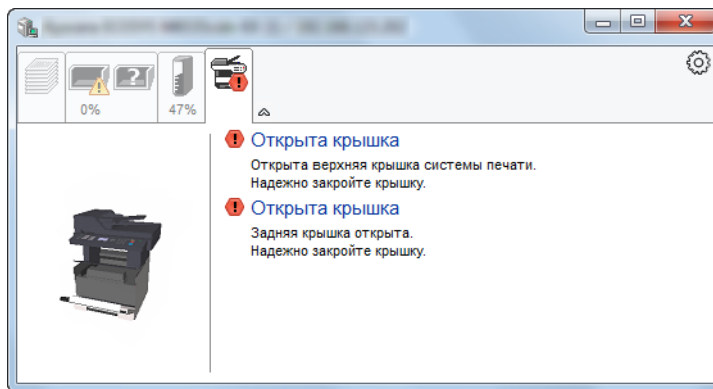 ?
0%
47%
Открыта крышка
Открыта верхняя крышка системы печати.
Надежно закройте крышку.
Открыта крышка
Задняя крышка открыта.
Надежно закройте крышку.